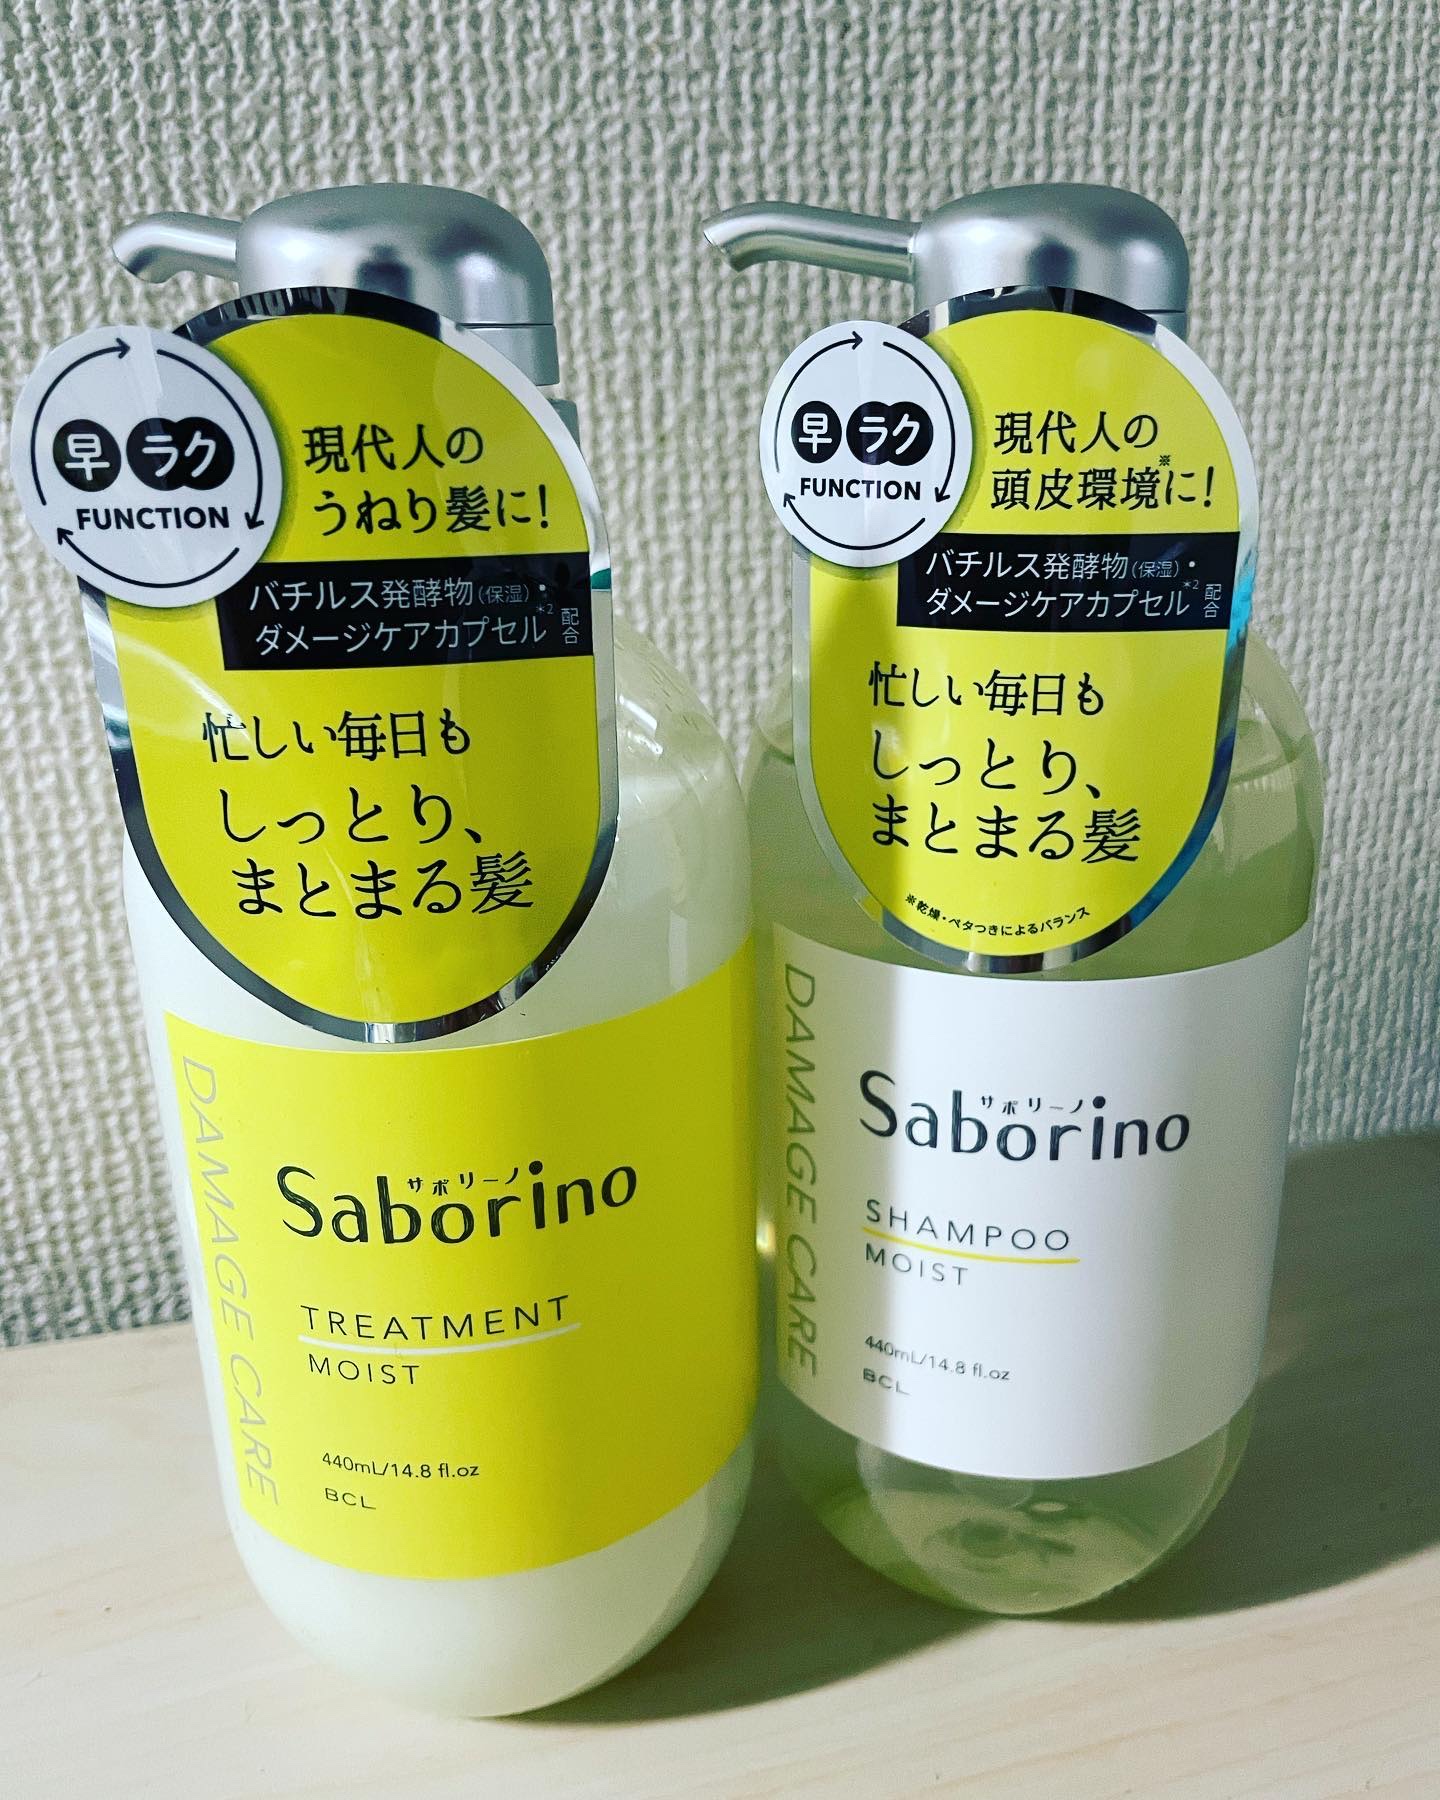 早 ラク
FUNCTION
現代人の
うねり髪に!
バチルス発酵物(保湿)・
ダメージケアカプセル*2 配合
忙しい毎日も
しっとり、
まとまる髪
DAMAGE CARE
サボリーノ
Saborino
TREATMENT
MOIST
440mL/14.8 fl.oz
BCL
早 ラク
FUNCTION
現代人の
頭皮環境※に!
バチルス発酵物(保湿)・
ダメージケアカプセル*2 配合
忙しい毎日も
しっとり、
まとまる髪
※乾燥・ベタつきによるバランス
DAMAGE CARE
サボリーノ
Saborino
SHAMPOO
MOIST
440mL/14.8 fl.oz
BCL